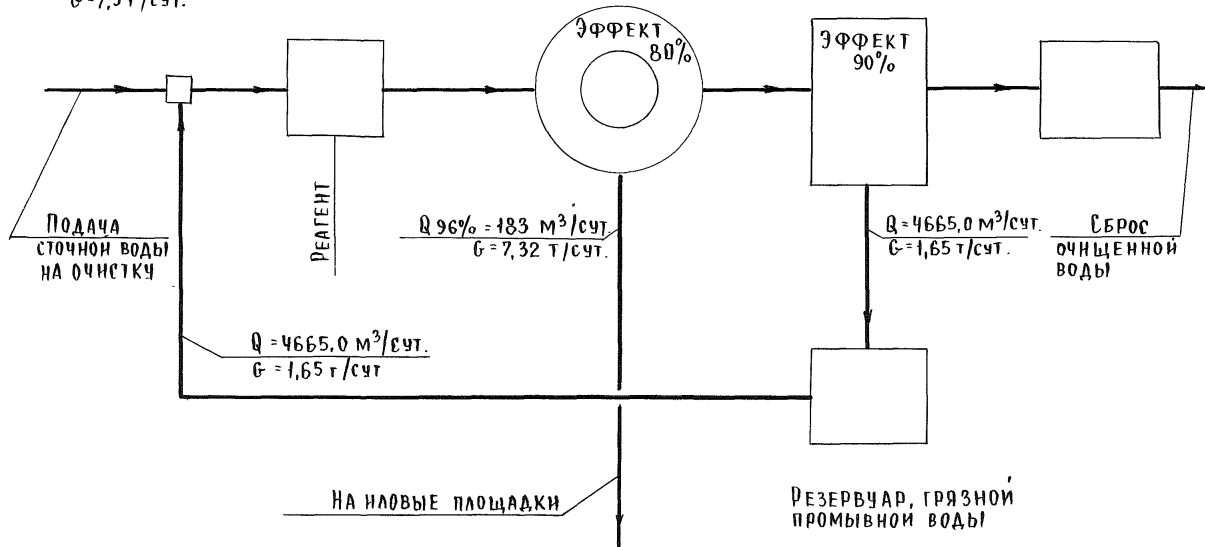 ЭФФЕКТ
80%
ЭФФЕКТ
90%
ПОДАЧА
СТОЧНОЙ ВОДЫ
НА ОЧИСТКУ
РЕАГЕНТ
Q 96% = 183 М³/СУТ.
G = 7,32 Т/СУТ.
Q = 4665,0 М³/СУТ.
G = 1,65 Т/СУТ.
СБРОС
ОЧИЩЕННОЙ
ВОДЫ
Q = 4665,0 М³/СУТ.
G = 1,65 Т/СУТ
НА ИЛОВЫЕ ПЛОЩАДКИ
РЕЗЕРВУАР, ГРЯЗНОЙ
ПРОМЫВНОЙ ВОДЫ